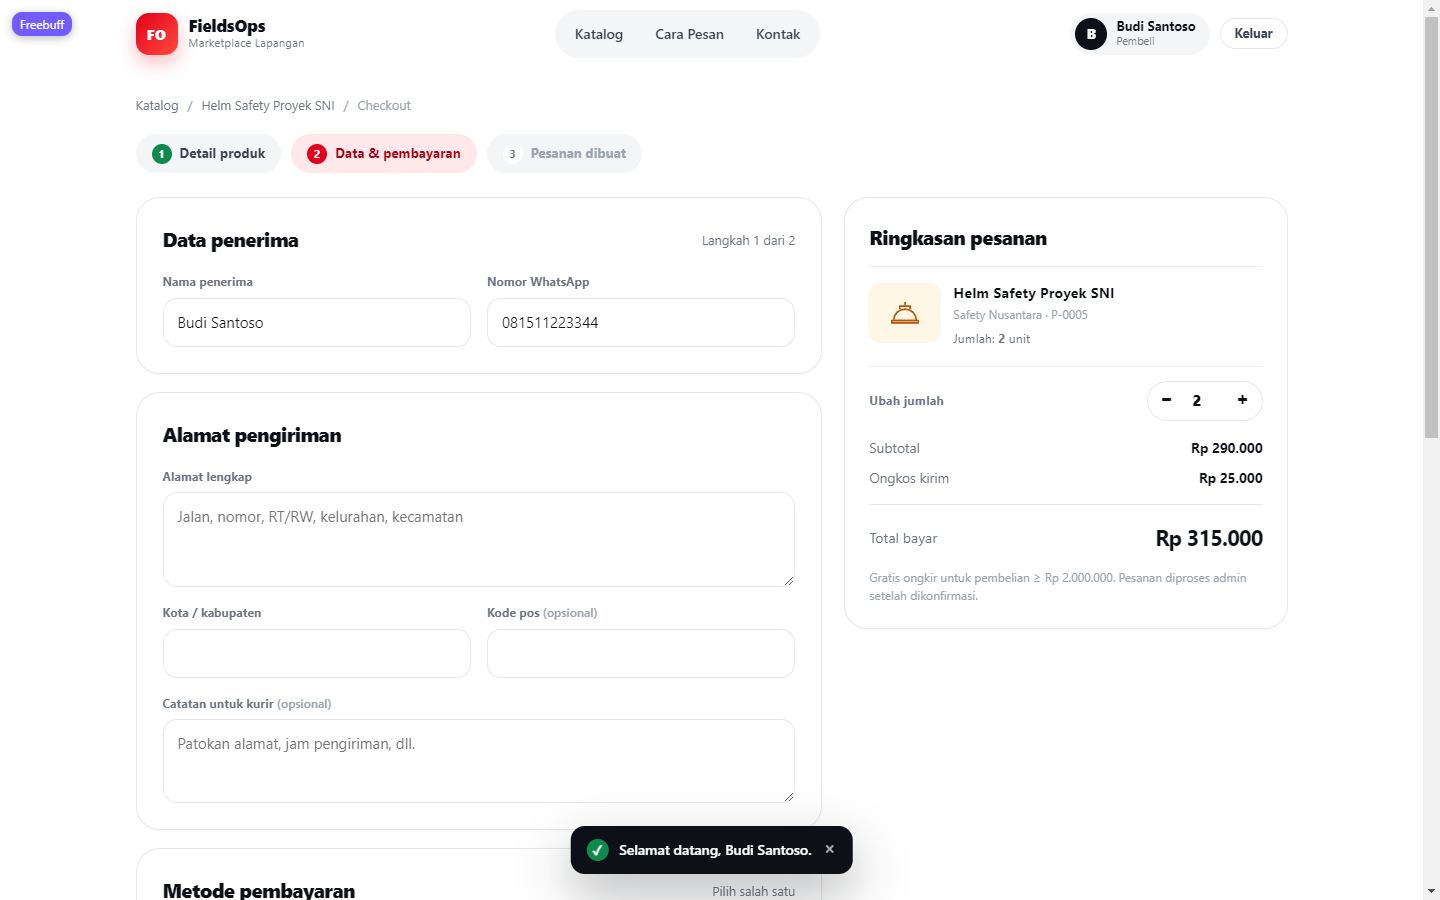 Freebuff
FO
FieldsOps
Marketplace Lapangan
Katalog
Cara Pesan
Kontak
B
Budi Santoso
Pembeli
Keluar
Katalog / Helm Safety Proyek SNI / Checkout
1 Detail produk
2 Data & pembayaran
3 Pesanan dibuat
Data penerima
Langkah 1 dari 2
Nama penerima
Budi Santoso
Nomor WhatsApp
081511223344
Alamat pengiriman
Alamat lengkap
Jalan, nomor, RT/RW, kelurahan, kecamatan
Kota / kabupaten
Kode pos (opsional)
Catatan untuk kurir (opsional)
Patokan alamat, jam pengiriman, dll.
Metode pembayaran
Pilih salah satu
Ringkasan pesanan
Helm Safety Proyek SNI
Safety Nusantara · P-0005
Jumlah: 2 unit
Ubah jumlah
− 2 +
Subtotal
Rp 290.000
Ongkos kirim
Rp 25.000
Total bayar
Rp 315.000
Gratis ongkir untuk pembelian ≥ Rp 2.000.000. Pesanan diproses admin
setelah dikonfirmasi.
Selamat datang, Budi Santoso. ×